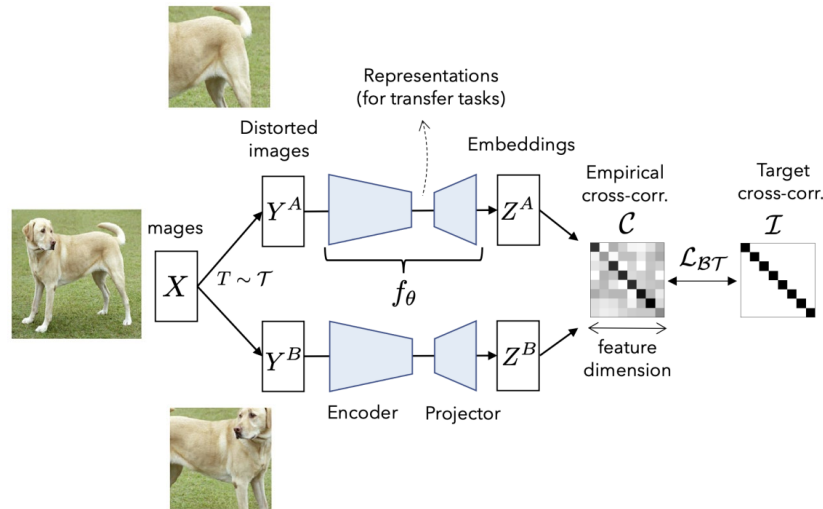 Representations
(for transfer tasks)
Distorted
images
Embeddings
Empirical
cross-corr.
Target
cross-corr.
mages
Y^A
Z^A
C
I
X
T ~ T
f_θ
L_BT
Y^B
Z^B
feature
dimension
Encoder
Projector